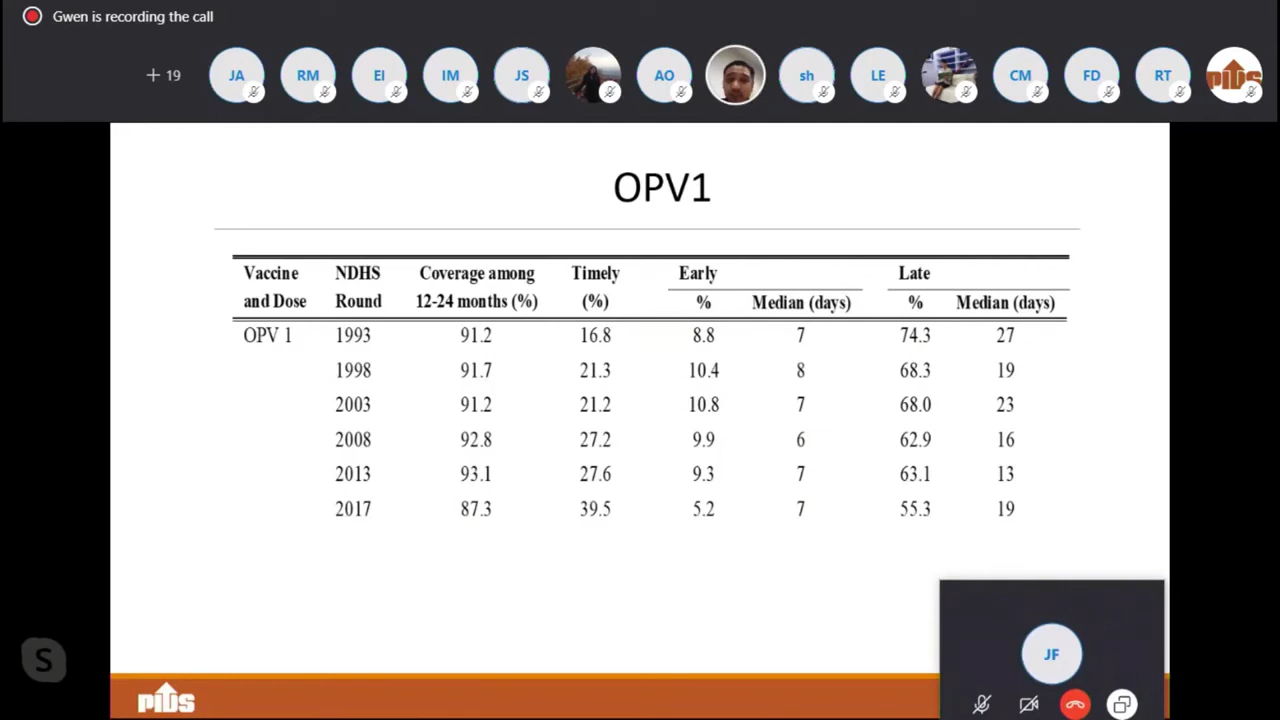 Gwen is recording the call
+ 19 JA RM EI IM JS AO sh LE CM FD RT PIDS
OPV1
Vaccine and Dose NDHS Round Coverage among 12-24 months (%) Timely (%) Early Late
% Median (days) % Median (days)
OPV 1 1993 91.2 16.8 8.8 7 74.3 27
1998 91.7 21.3 10.4 8 68.3 19
2003 91.2 21.2 10.8 7 68.0 23
2008 92.8 27.2 9.9 6 62.9 16
2013 93.1 27.6 9.3 7 63.1 13
2017 87.3 39.5 5.2 7 55.3 19
JF
S
PIDS